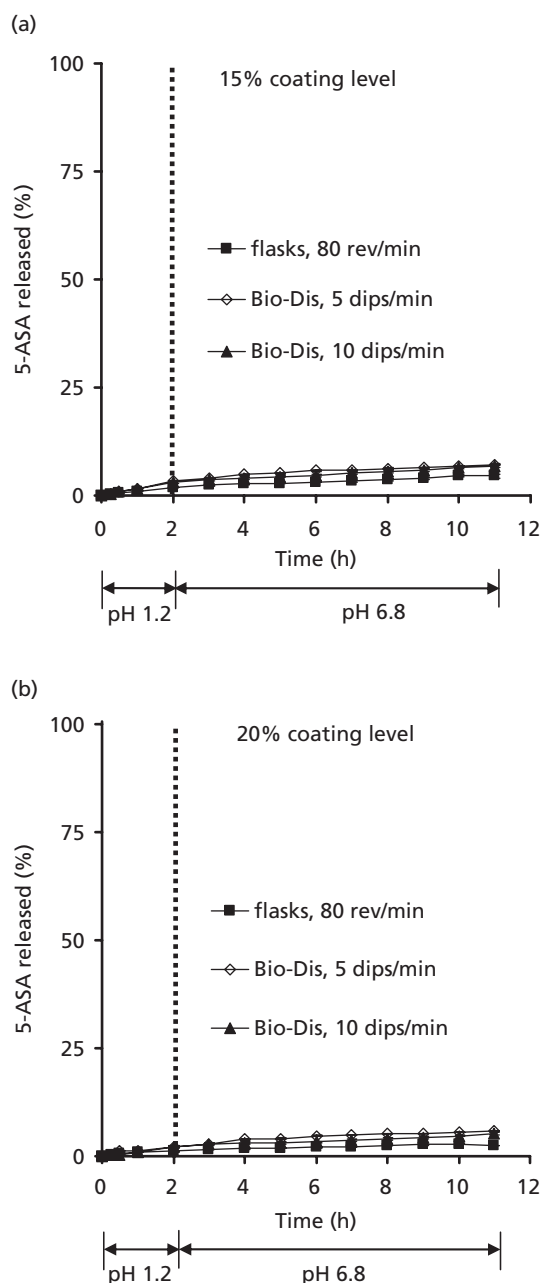 (a)
100
75
50
25
0
5-ASA released (%)
15% coating level
flasks, 80 rev/min
Bio-Dis, 5 dips/min
Bio-Dis, 10 dips/min
0 2 4 6 8 10 12
Time (h)
pH 1.2 pH 6.8
(b)
100
75
50
25
0
5-ASA released (%)
20% coating level
flasks, 80 rev/min
Bio-Dis, 5 dips/min
Bio-Dis, 10 dips/min
0 2 4 6 8 10 12
Time (h)
pH 1.2 pH 6.8